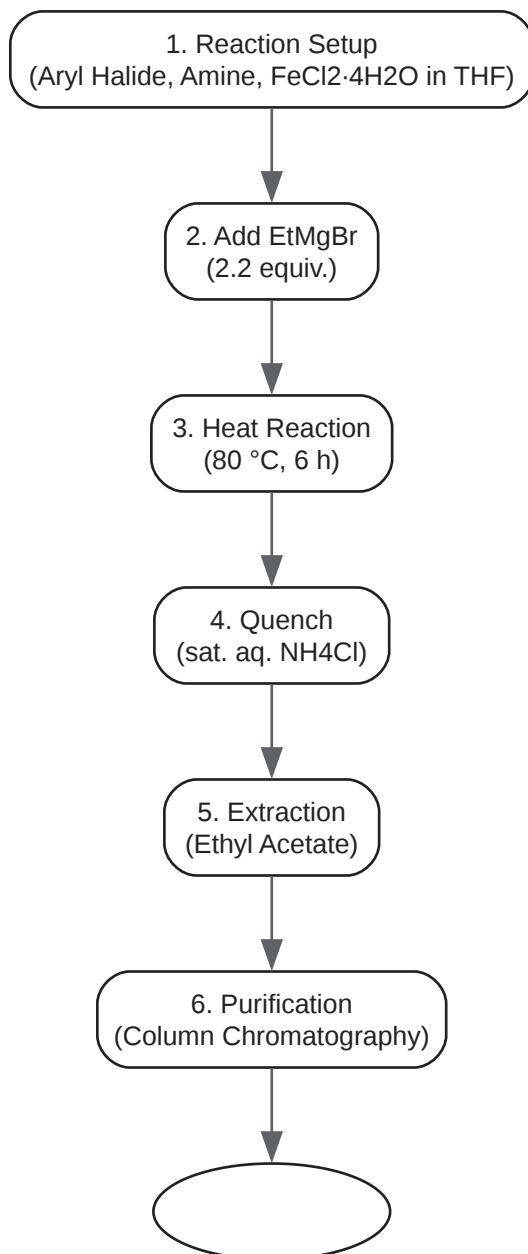 1. Reaction Setup
(Aryl Halide, Amine, FeCl2·4H2O in THF)
2. Add EtMgBr
(2.2 equiv.)
3. Heat Reaction
(80 °C, 6 h)
4. Quench
(sat. aq. NH4Cl)
5. Extraction
(Ethyl Acetate)
6. Purification
(Column Chromatography)